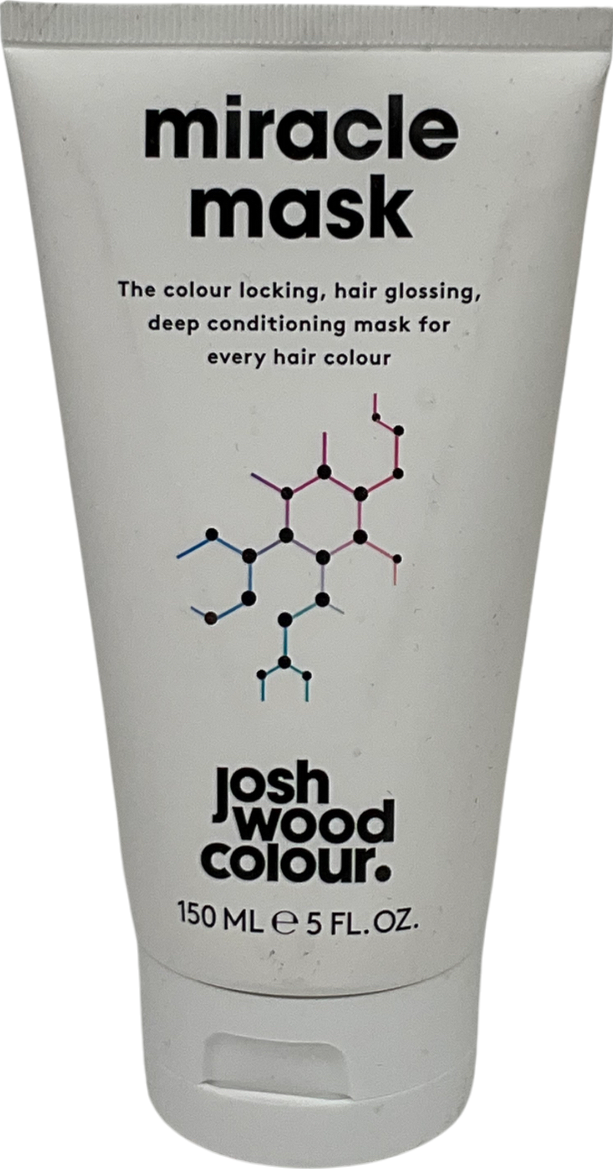 miracle
mask
The colour locking, hair glossing,
deep conditioning mask for
every hair colour
josh
wood
colour.
150 ML ℮ 5 FL.OZ.